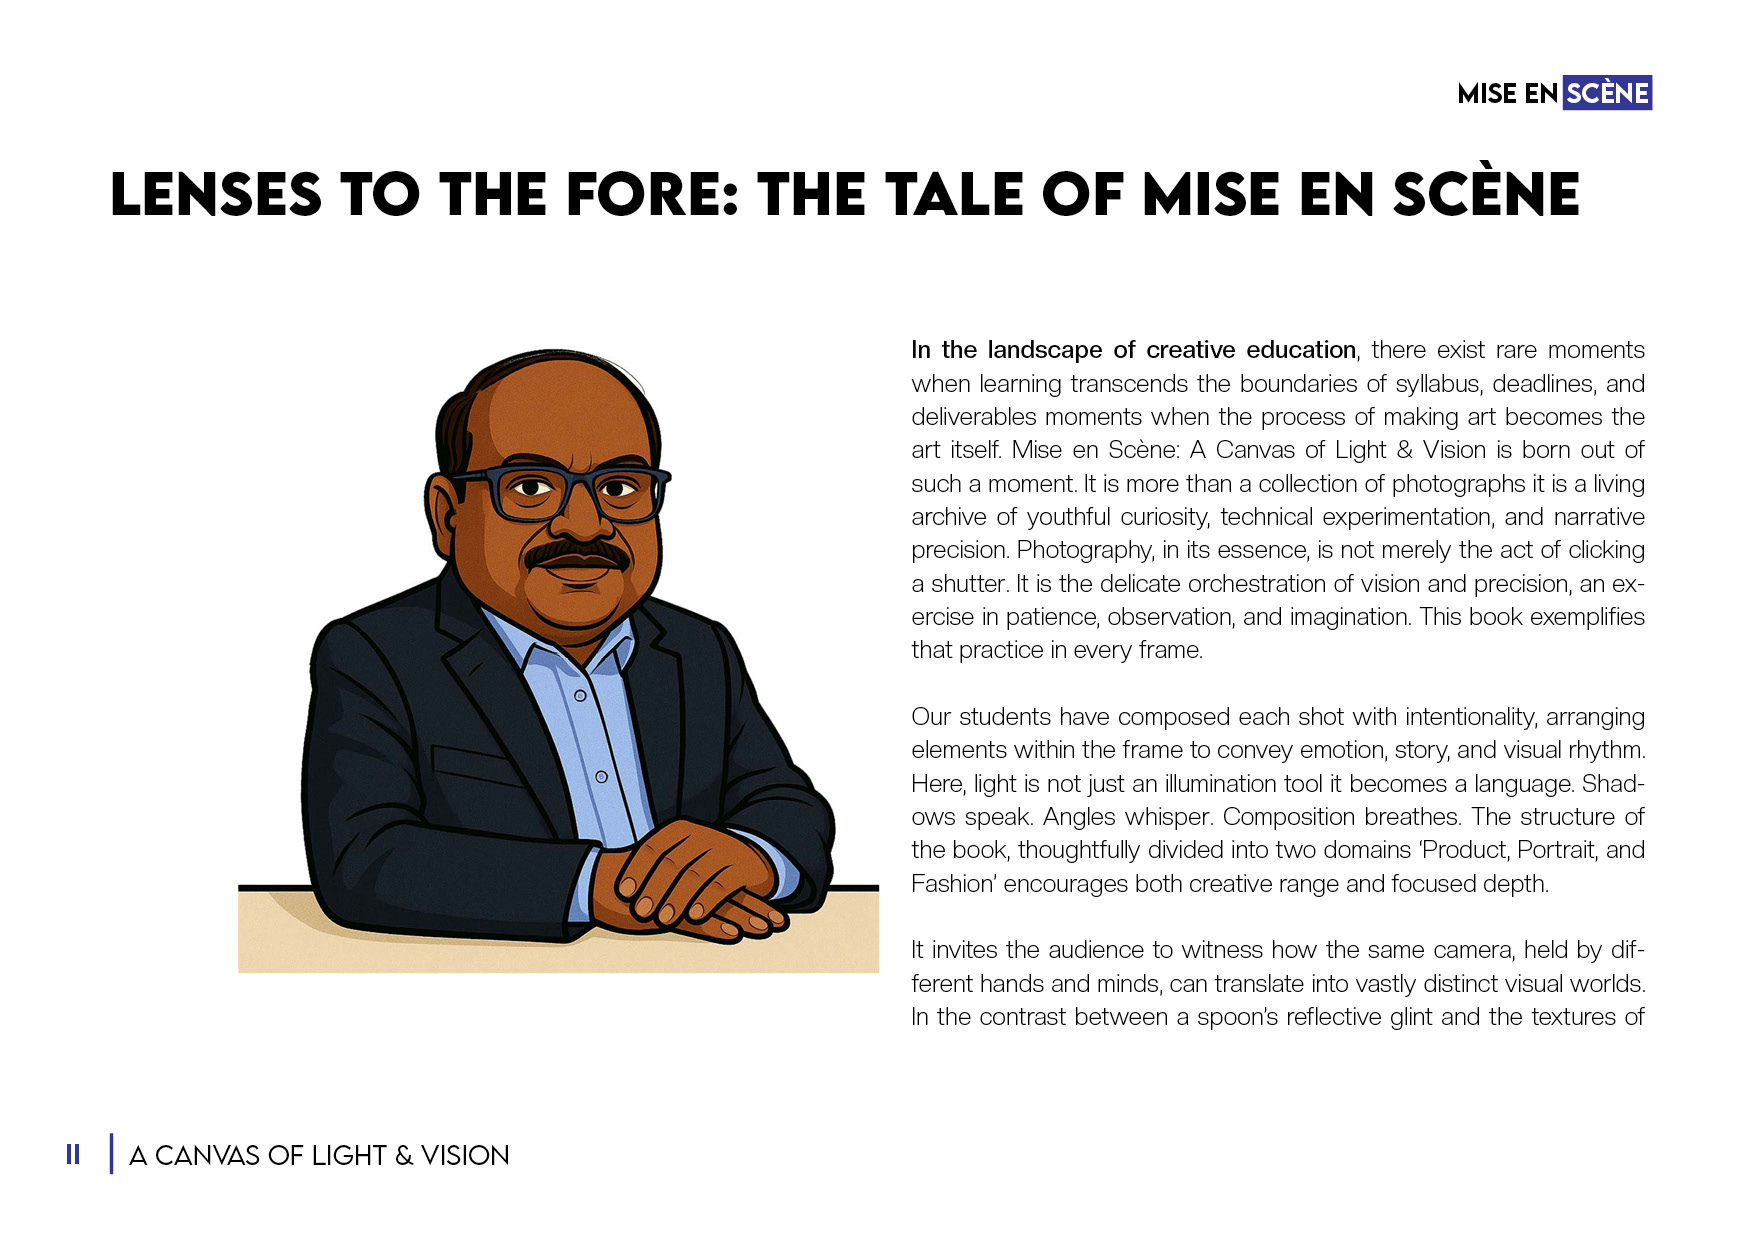 MISE EN SCÈNE
LENSES TO THE FORE: THE TALE OF MISE EN SCÈNE
In the landscape of creative education, there exist rare moments
when learning transcends the boundaries of syllabus, deadlines, and
deliverables moments when the process of making art becomes the
art itself. Mise en Scène: A Canvas of Light & Vision is born out of
such a moment. It is more than a collection of photographs it is a living
archive of youthful curiosity, technical experimentation, and narrative
precision. Photography, in its essence, is not merely the act of clicking
a shutter. It is the delicate orchestration of vision and precision, an ex-
ercise in patience, observation, and imagination. This book exemplifies
that practice in every frame.
Our students have composed each shot with intentionality, arranging
elements within the frame to convey emotion, story, and visual rhythm.
Here, light is not just an illumination tool it becomes a language. Shad-
ows speak. Angles whisper. Composition breathes. The structure of
the book, thoughtfully divided into two domains ‘Product, Portrait, and
Fashion’ encourages both creative range and focused depth.
It invites the audience to witness how the same camera, held by dif-
ferent hands and minds, can translate into vastly distinct visual worlds.
In the contrast between a spoon’s reflective glint and the textures of
II | A CANVAS OF LIGHT & VISION